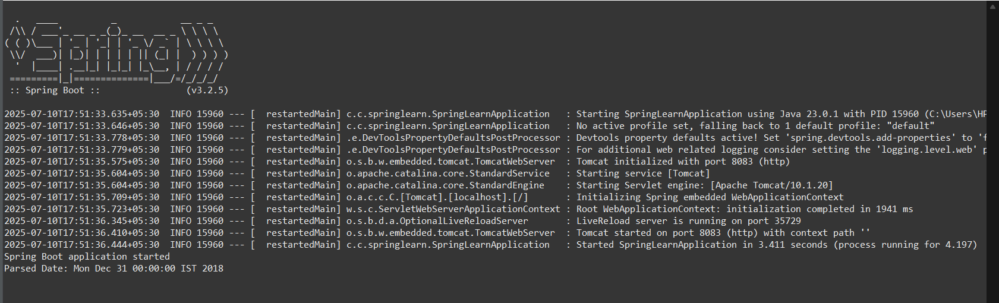 .   ____          _            __ _ _
 /\\ / ___'_ __ _ _(_)_ __  __ _ \ \ \ \
( ( )\___ | '_ | '_| | '_ \/ _` | \ \ \ \
 \\/  ___)| |_)| | | | | || (_| |  ) ) ) )
  '  |____| .__|_| |_|_| |_\__, | / / / /
 =========|_|==============|___/=/_/_/_/
 :: Spring Boot ::                (v3.2.5)
2025-07-10T17:51:33.635+05:30  INFO 15960 --- [  restartedMain] c.c.springlearn.SpringLearnApplication   : Starting SpringLearnApplication using Java 23.0.1 with PID 15960 (C:\Users\HP
2025-07-10T17:51:33.646+05:30  INFO 15960 --- [  restartedMain] c.c.springlearn.SpringLearnApplication   : No active profile set, falling back to 1 default profile: "default"
2025-07-10T17:51:33.778+05:30  INFO 15960 --- [  restartedMain] .e.DevToolsPropertyDefaultsPostProcessor : Devtools property defaults active! Set 'spring.devtools.add-properties' to 'f
2025-07-10T17:51:33.779+05:30  INFO 15960 --- [  restartedMain] .e.DevToolsPropertyDefaultsPostProcessor : For additional web related logging consider setting the 'logging.level.web' p
2025-07-10T17:51:35.575+05:30  INFO 15960 --- [  restartedMain] o.s.b.w.embedded.tomcat.TomcatWebServer  : Tomcat initialized with port 8083 (http)
2025-07-10T17:51:35.604+05:30  INFO 15960 --- [  restartedMain] o.apache.catalina.core.StandardService   : Starting service [Tomcat]
2025-07-10T17:51:35.604+05:30  INFO 15960 --- [  restartedMain] o.apache.catalina.core.StandardEngine    : Starting Servlet engine: [Apache Tomcat/10.1.20]
2025-07-10T17:51:35.709+05:30  INFO 15960 --- [  restartedMain] o.a.c.c.C.[Tomcat].[localhost].[/]       : Initializing Spring embedded WebApplicationContext
2025-07-10T17:51:35.723+05:30  INFO 15960 --- [  restartedMain] w.s.c.ServletWebServerApplicationContext : Root WebApplicationContext: initialization completed in 1941 ms
2025-07-10T17:51:36.345+05:30  INFO 15960 --- [  restartedMain] o.s.b.d.a.OptionalLiveReloadServer       : LiveReload server is running on port 35729
2025-07-10T17:51:36.410+05:30  INFO 15960 --- [  restartedMain] o.s.b.w.embedded.tomcat.TomcatWebServer  : Tomcat started on port 8083 (http) with context path ''
2025-07-10T17:51:36.444+05:30  INFO 15960 --- [  restartedMain] c.c.springlearn.SpringLearnApplication   : Started SpringLearnApplication in 3.411 seconds (process running for 4.197)
Spring Boot application started
Parsed Date: Mon Dec 31 00:00:00 IST 2018